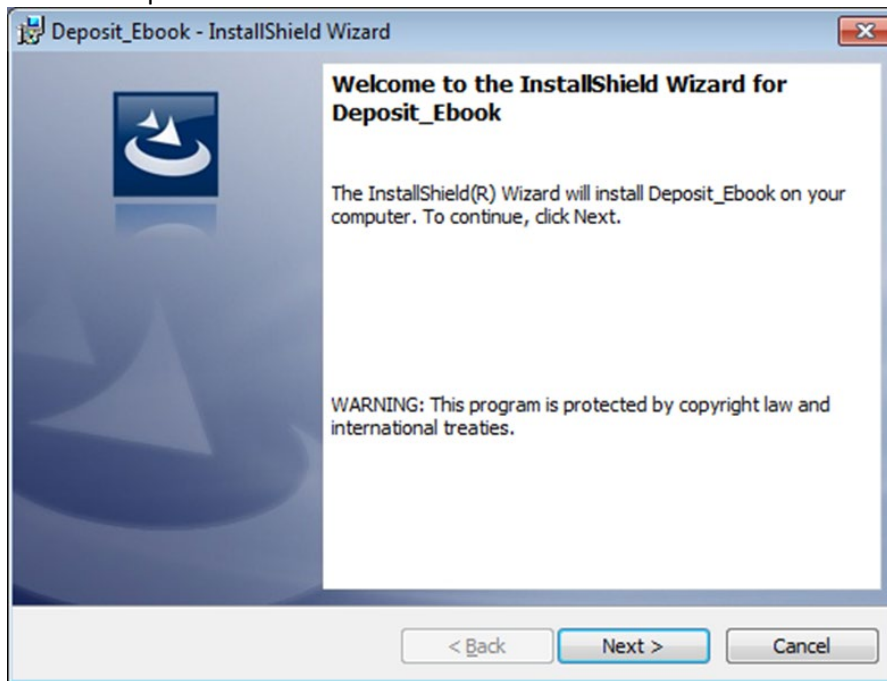 Deposit_Ebook - InstallShield Wizard
Welcome to the InstallShield Wizard for
Deposit_Ebook
The InstallShield(R) Wizard will install Deposit_Ebook on your
computer. To continue, click Next.
WARNING: This program is protected by copyright law and
international treaties.
< Back
Next >
Cancel